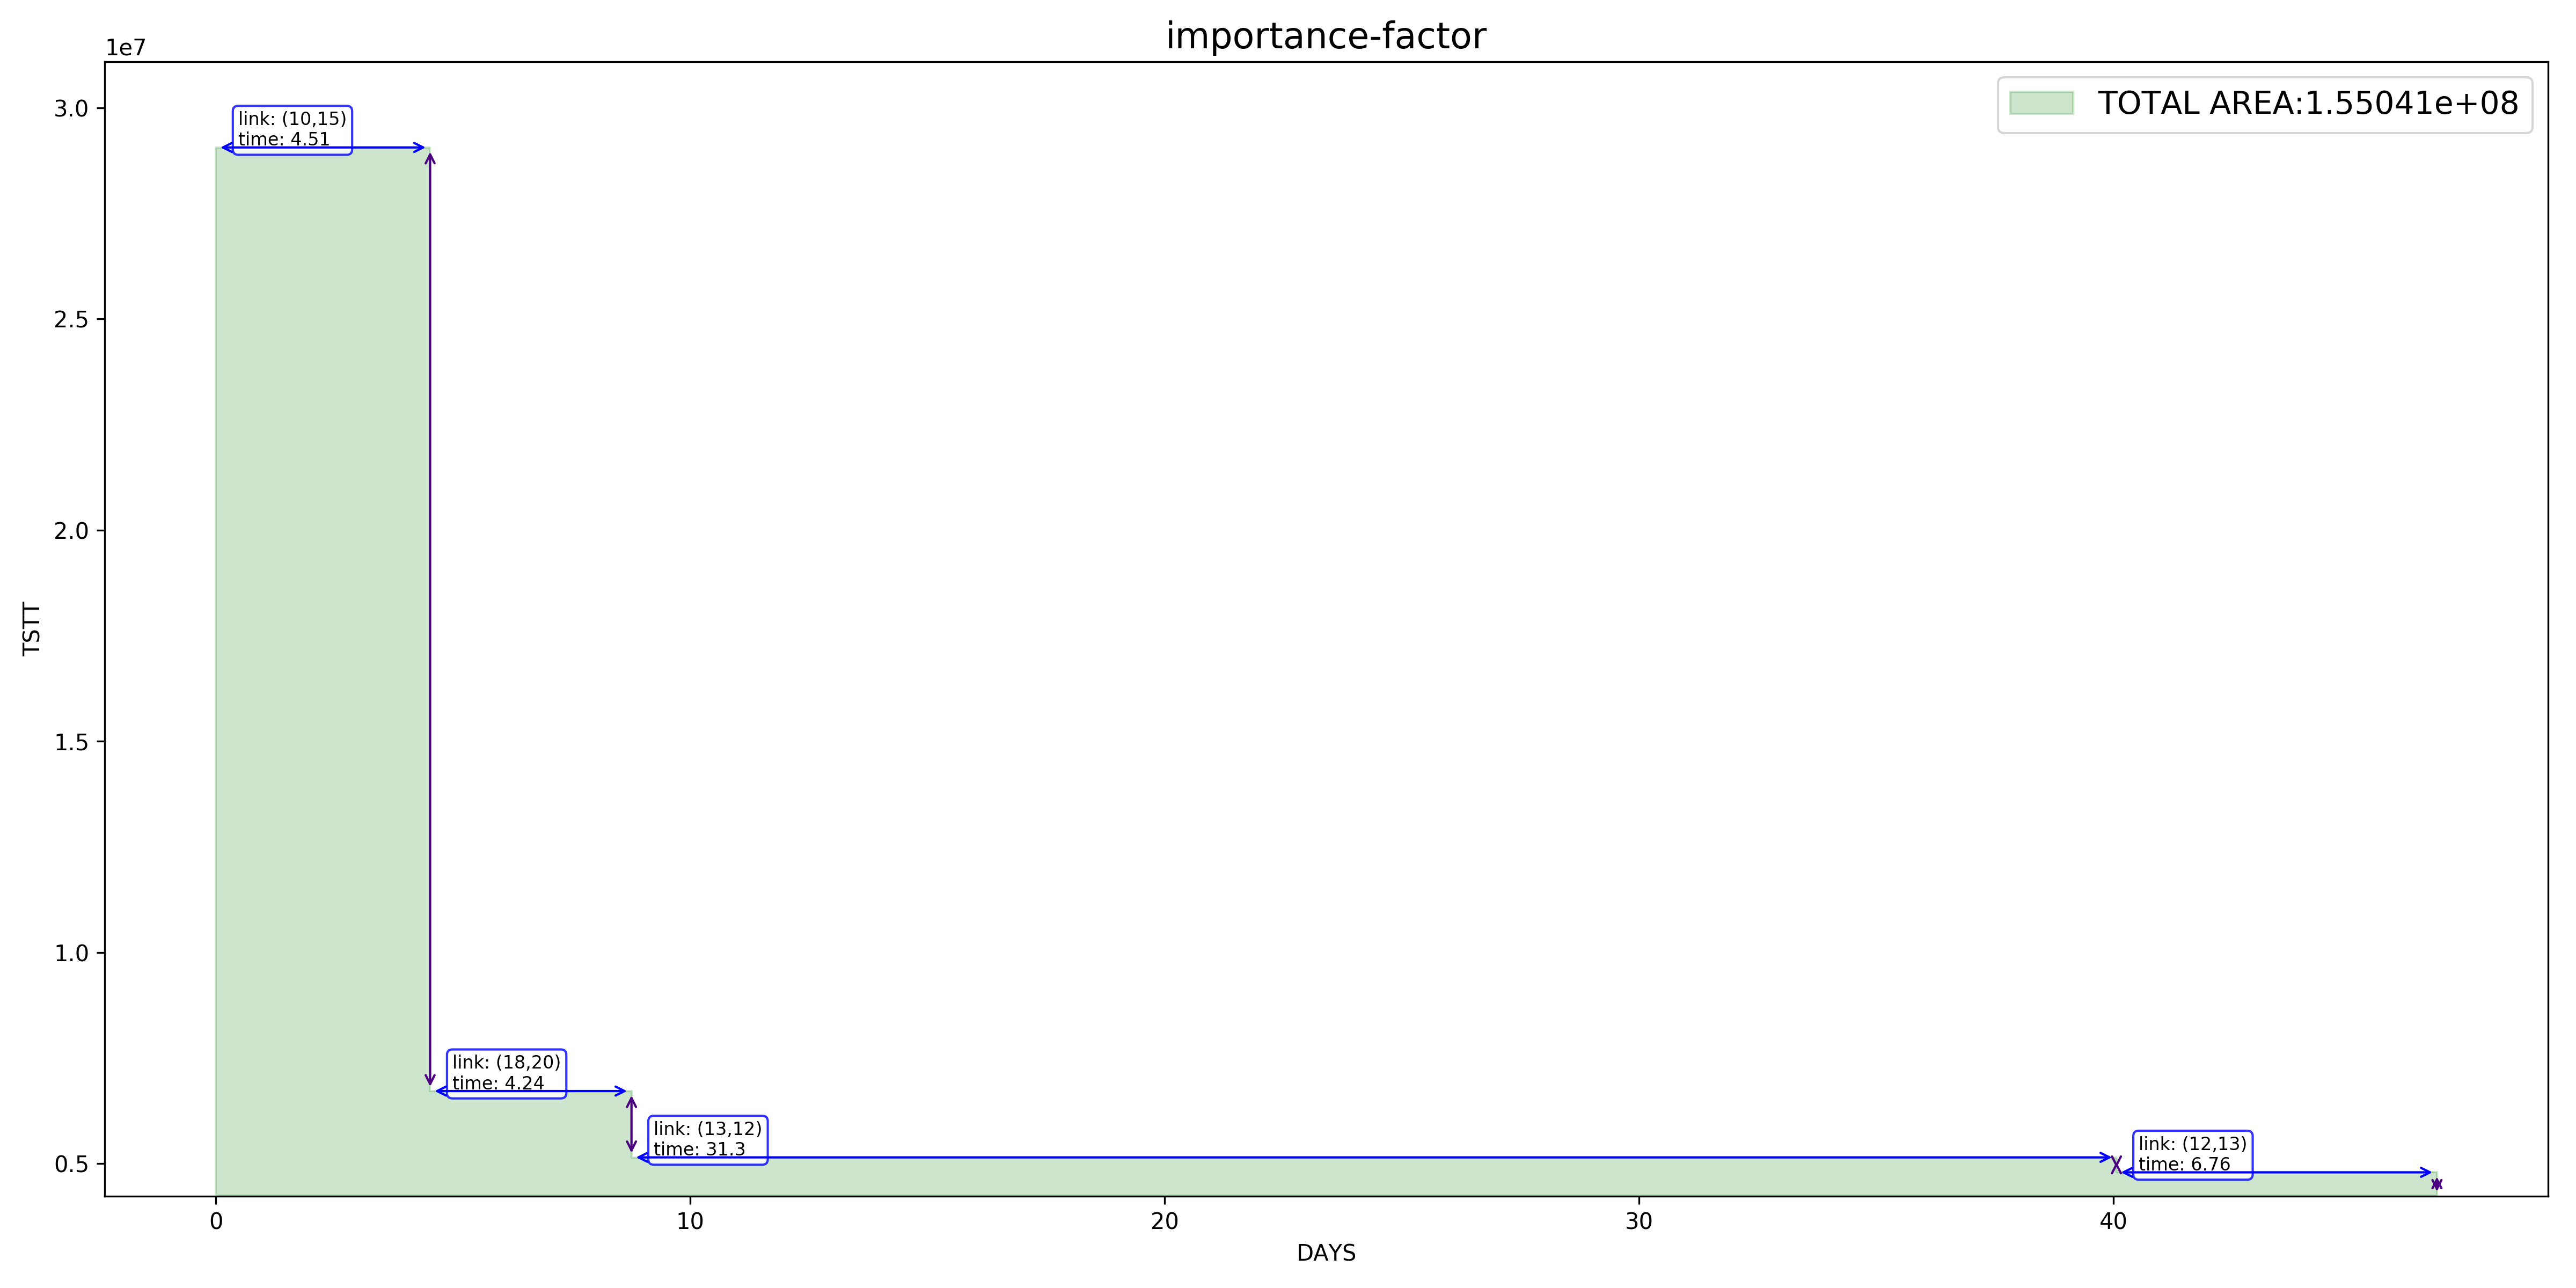 importance-factor
1e7
TOTAL AREA:1.55041e+08
3.0
2.5
2.0
1.5
1.0
0.5
TSTT
link: (10,15)
time: 4.51
link: (18,20)
time: 4.24
link: (13,12)
time: 31.3
link: (12,13)
time: 6.76
0
10
20
30
40
DAYS